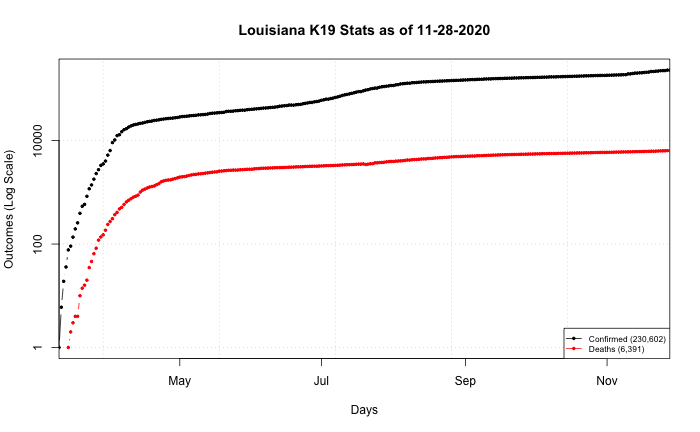 Louisiana K19 Stats as of 11-28-2020
Outcomes (Log Scale)
10000
100
1
Confirmed (230,602)
Deaths (6,391)
May
Jul
Sep
Nov
Days